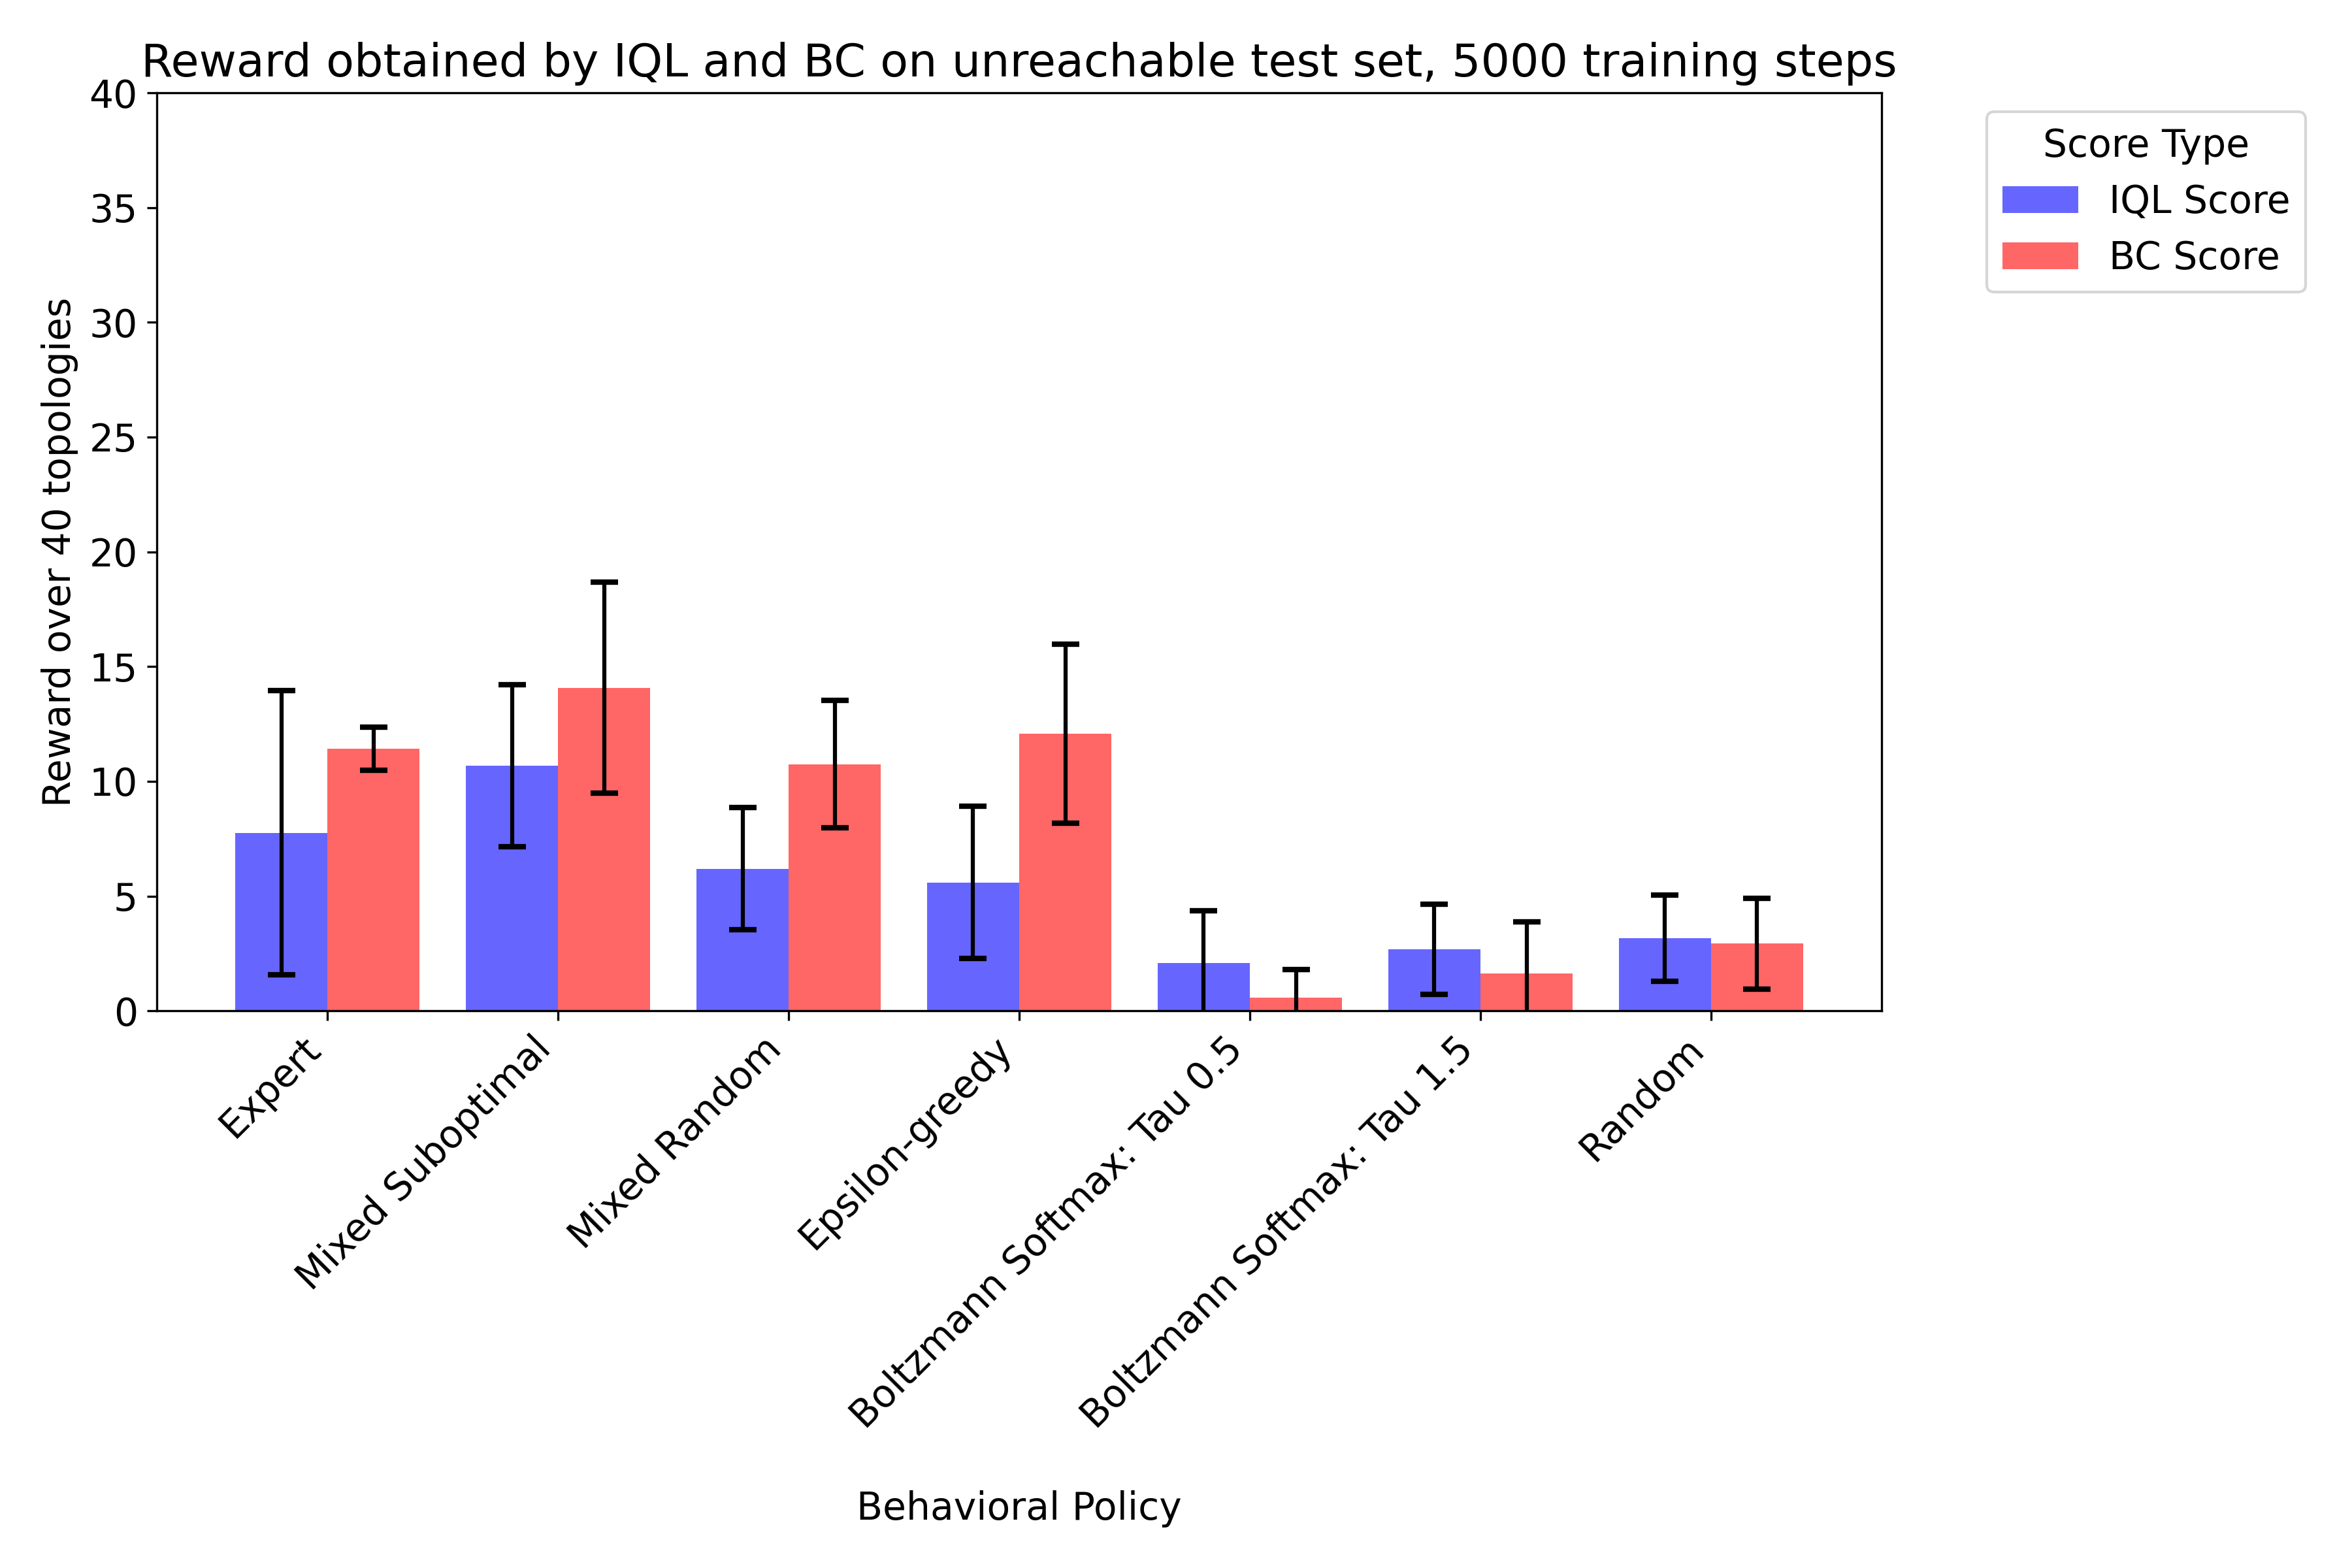 Reward obtained by IQL and BC on unreachable test set, 5000 training steps
Reward over 40 topologies
40
35
30
25
20
15
10
5
0
Expert
Mixed Suboptimal
Mixed Random
Epsilon-greedy
Boltzmann Softmax: Tau 0.5
Boltzmann Softmax: Tau 1.5
Random
Behavioral Policy
Score Type
IQL Score
BC Score